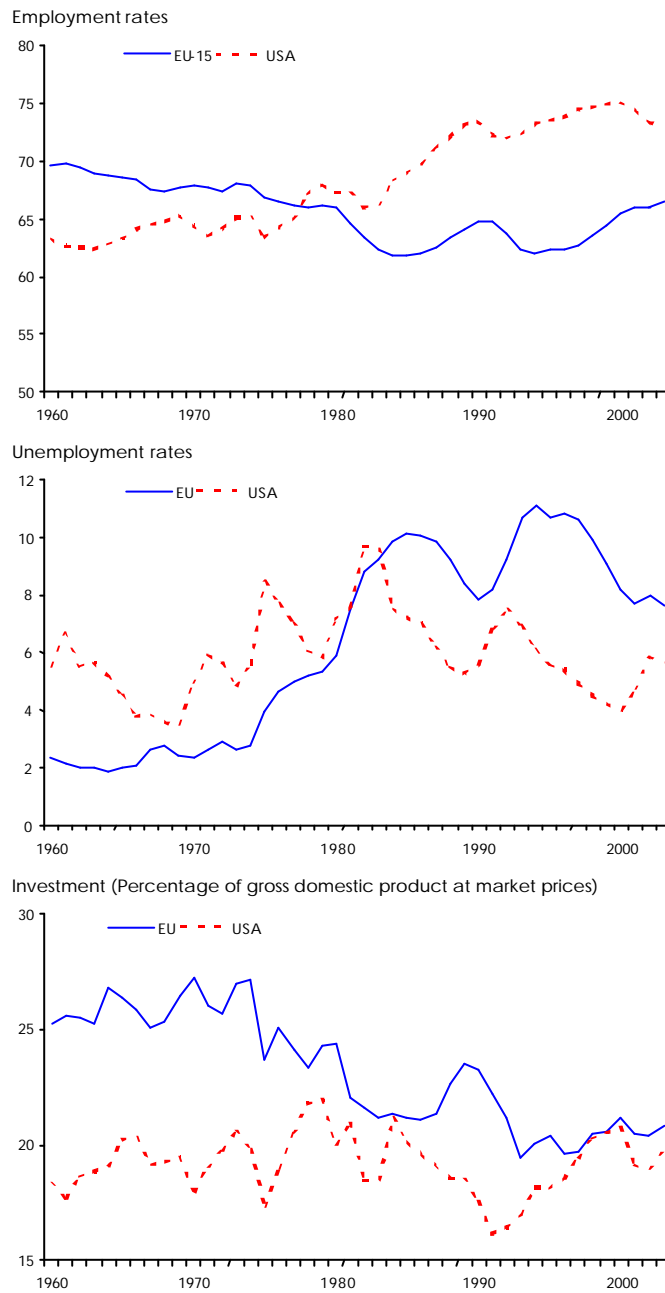 Employment rates
80
EU-15 USA
75
70
65
60
55
50
1960 1970 1980 1990 2000
Unemployment rates
12
EU USA
10
8
6
4
2
0
1960 1970 1980 1990 2000
Investment (Percentage of gross domestic product at market prices)
30
EU USA
25
20
15
1960 1970 1980 1990 2000